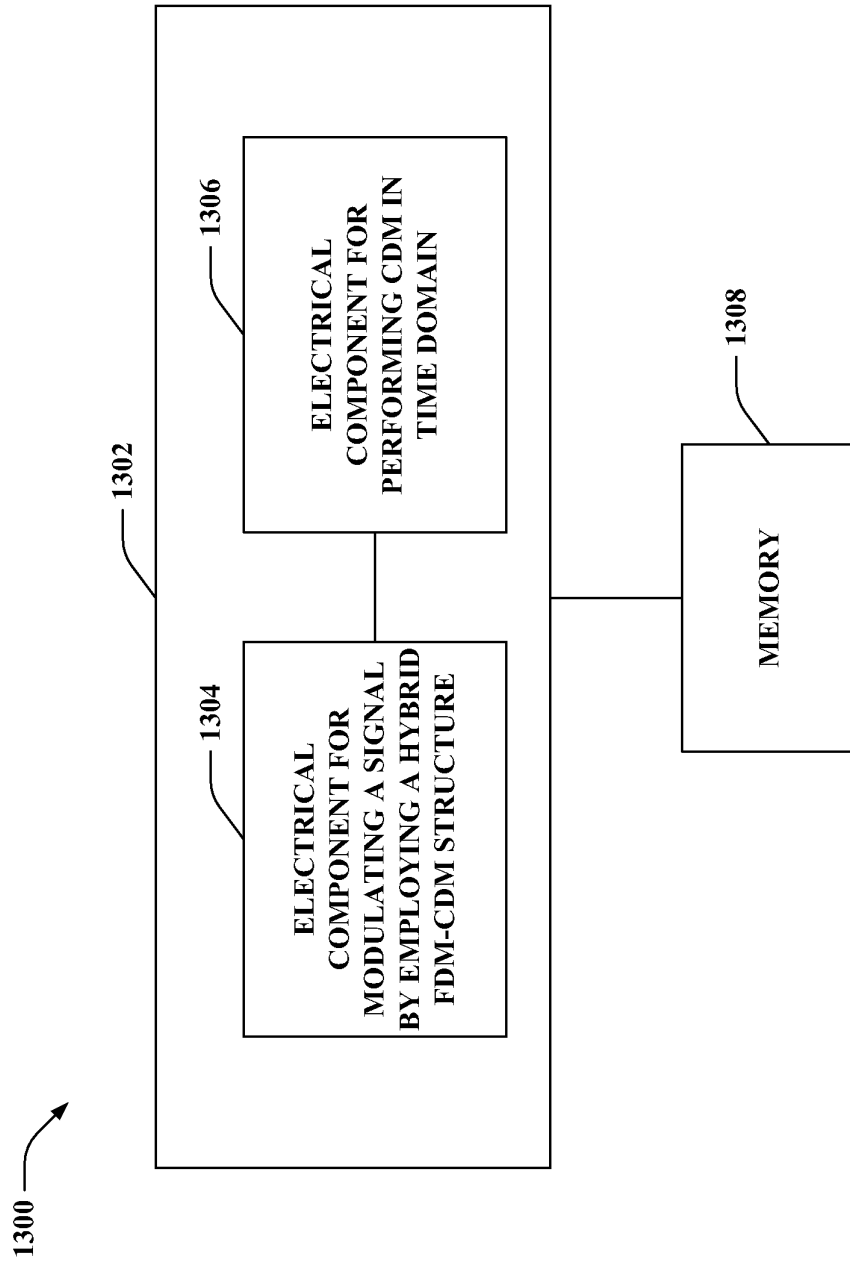 1300
1302
1304
ELECTRICAL
COMPONENT FOR
MODULATING A SIGNAL
BY EMPLOYING A HYBRID
FDM-CDM STRUCTURE
1306
ELECTRICAL
COMPONENT FOR
PERFORMING CDM IN
TIME DOMAIN
1308
MEMORY